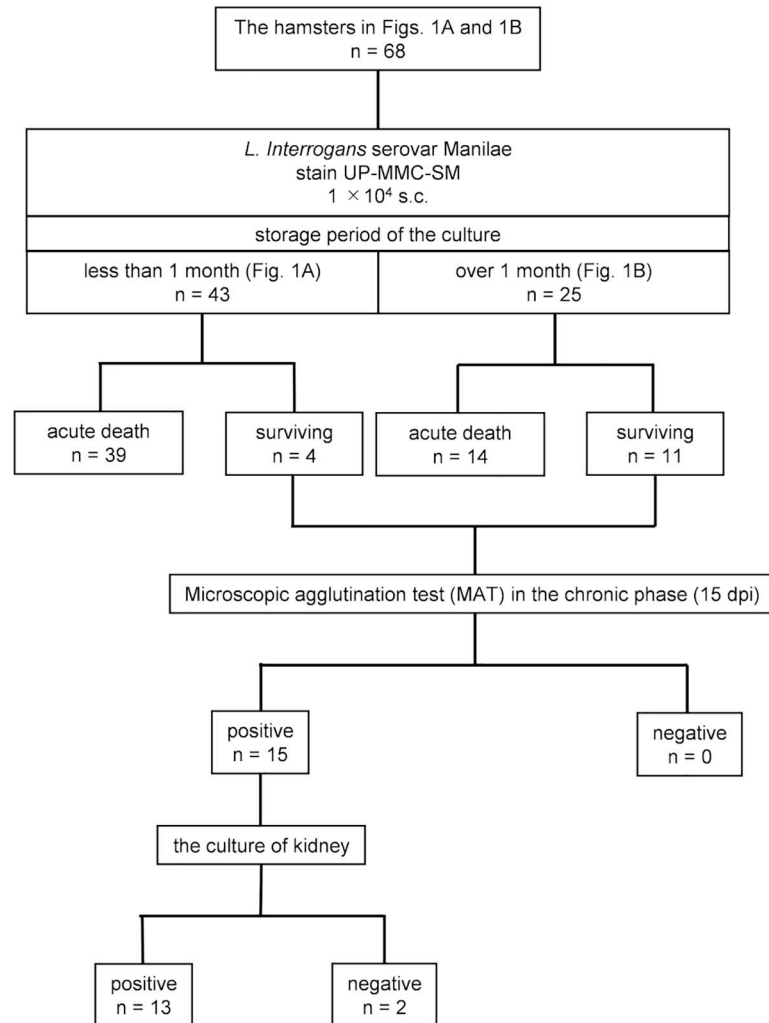 The hamsters in Figs. 1A and 1B
n = 68
L. Interrogans serovar Manilae
stain UP-MMC-SM
1 × 10⁴ s.c.
storage period of the culture
less than 1 month (Fig. 1A)
n = 43
over 1 month (Fig. 1B)
n = 25
acute death
n = 39
surviving
n = 4
acute death
n = 14
surviving
n = 11
Microscopic agglutination test (MAT) in the chronic phase (15 dpi)
positive
n = 15
negative
n = 0
the culture of kidney
positive
n = 13
negative
n = 2